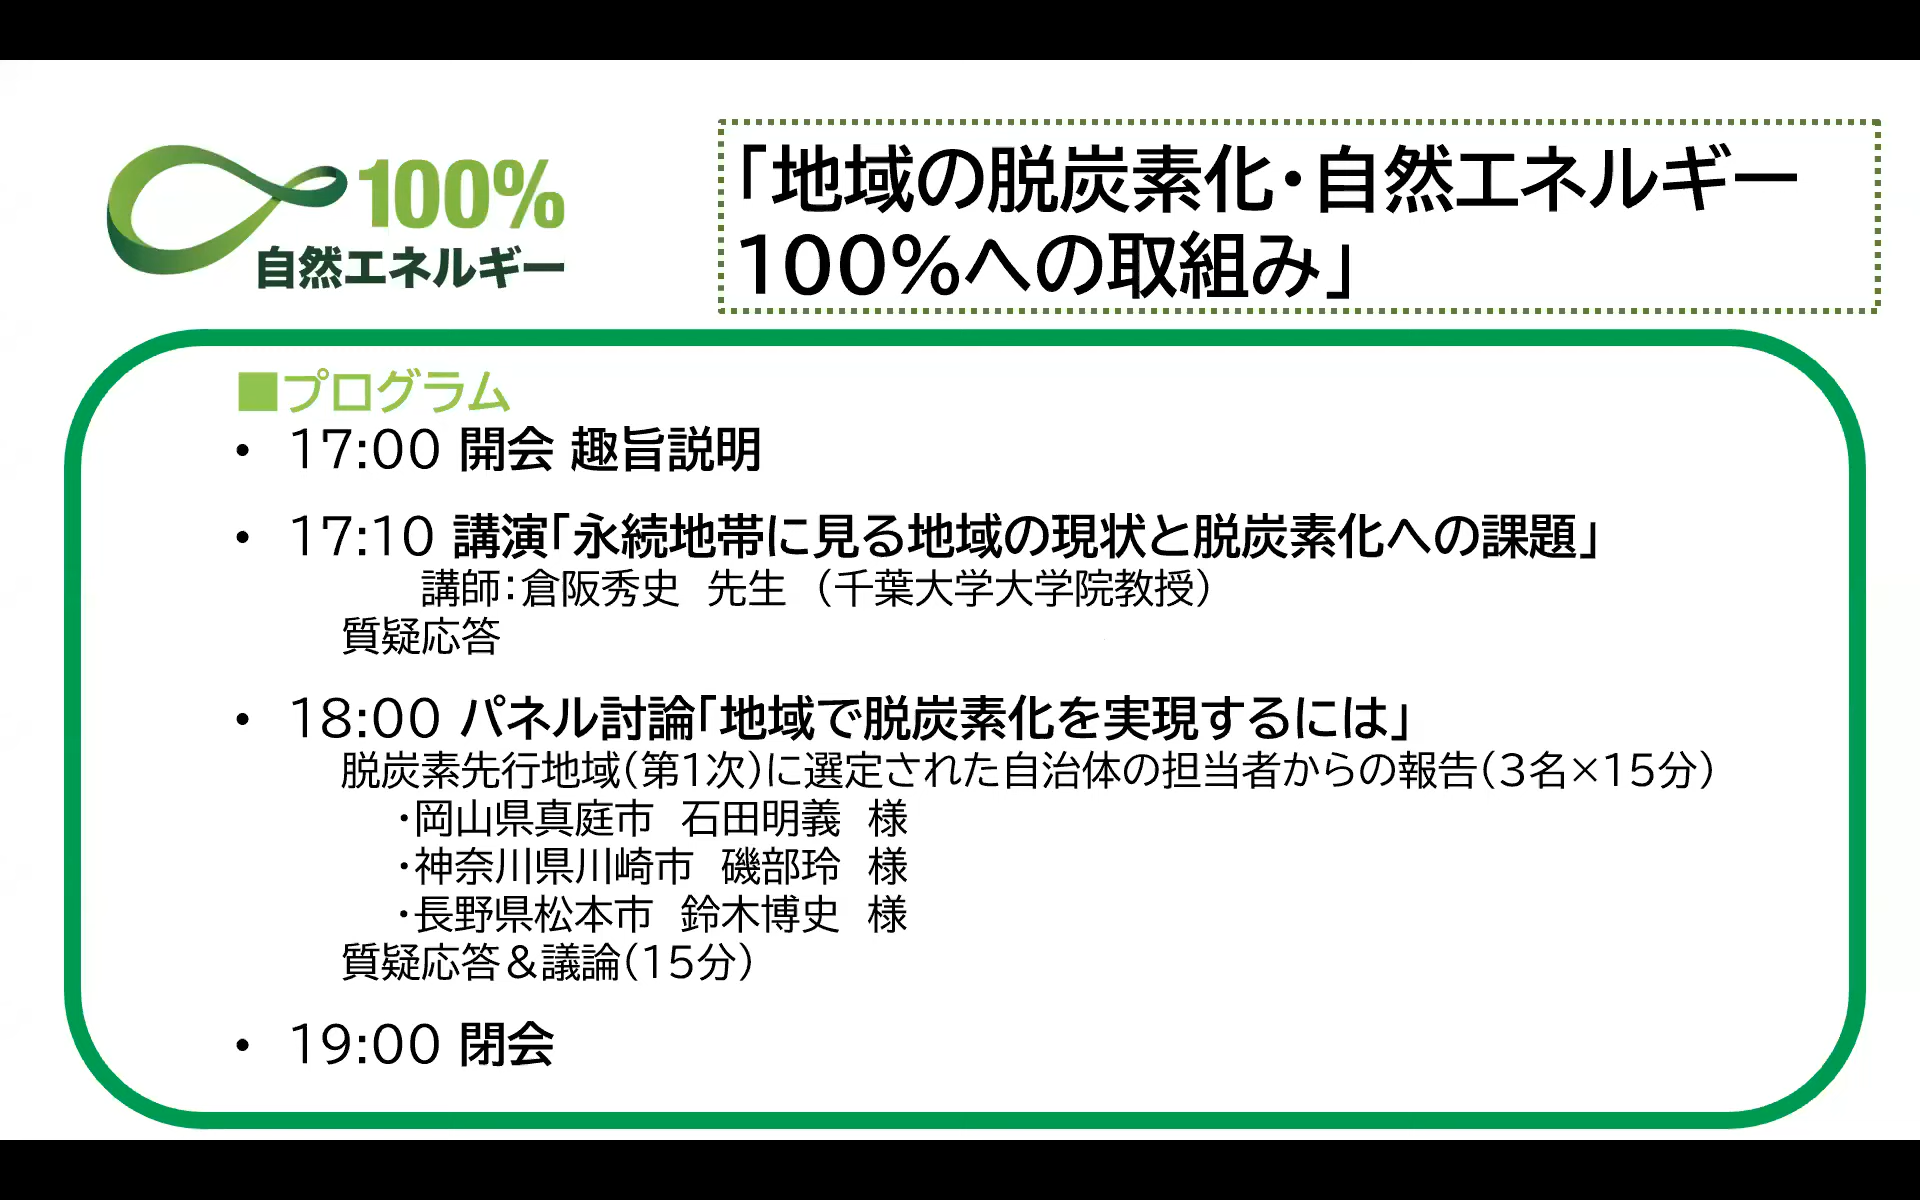 100%
自然エネルギー
「地域の脱炭素化・自然エネルギー
100%への取組み」
■プログラム
• 17:00 開会 趣旨説明
• 17:10 講演「永続地帯に見る地域の現状と脱炭素化への課題」
講師：倉阪秀史　先生　（千葉大学大学院教授）
質疑応答
• 18:00 パネル討論「地域で脱炭素化を実現するには」
脱炭素先行地域（第1次）に選定された自治体の担当者からの報告（3名×15分）
・岡山県真庭市　石田明義　様
・神奈川県川崎市　磯部玲　様
・長野県松本市　鈴木博史　様
質疑応答＆議論（15分）
• 19:00 閉会